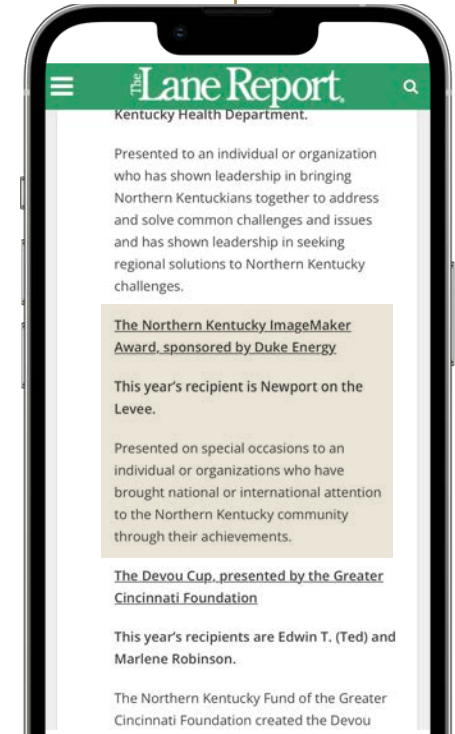 The Lane Report
Kentucky Health Department.
Presented to an individual or organization
who has shown leadership in bringing
Northern Kentuckians together to address
and solve common challenges and issues
and has shown leadership in seeking
regional solutions to Northern Kentucky
challenges.
The Northern Kentucky ImageMaker
Award, sponsored by Duke Energy
This year's recipient is Newport on the
Levee.
Presented on special occasions to an
individual or organizations who have
brought national or international attention
to the Northern Kentucky community
through their achievements.
The Devou Cup, presented by the Greater
Cincinnati Foundation
This year's recipients are Edwin T. (Ted) and
Marlene Robinson.
The Northern Kentucky Fund of the Greater
Cincinnati Foundation created the Devou